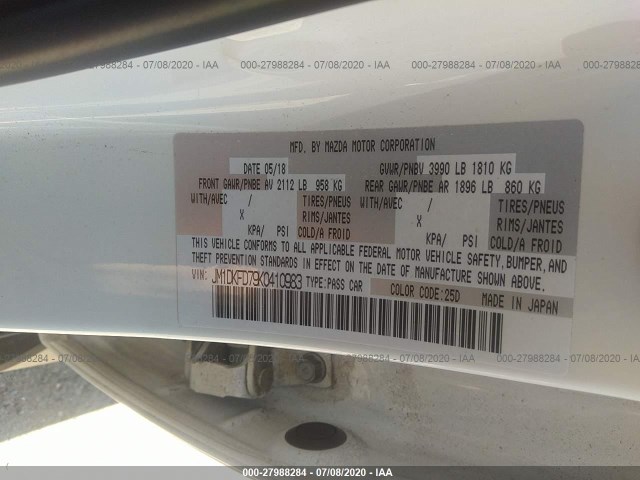 000-27988284 - 07/08/2020 - IAA 000-27988284 - 07/08/2020 - IAA 000-27988284 - 07/08/2020 - IAA
MFD. BY MAZDA MOTOR CORPORATION
DATE 05/18 GVWR/PNBV 3990 LB 1810 KG
FRONT GAWR/PNBE AV 2112 LB 958 KG REAR GAWR/PNBE AR 1896 LB 860 KG
WITH/AVEC / TIRES/PNEUS WITH/AVEC / TIRES/PNEUS
X RIMS/JANTES X RIMS/JANTES
KPA/ PSI COLD/A FROID KPA/ PSI COLD/A FROID
THIS VEHICLE CONFORMS TO ALL APPLICABLE FEDERAL MOTOR VEHICLE SAFETY, BUMPER, AND
THEFT PREVENTION STANDARDS IN EFFECT ON THE DATE OF MANUFACTURE SHOWN ABOVE.
VIN: JM1DKFD79K0410983 TYPE:PASS CAR COLOR CODE:25D MADE IN JAPAN
000-27988284 - 07/08/2020 - IAA 000-27988284 - 07/08/2020 - IAA
000-27988284 - 07/08/2020 - IAA